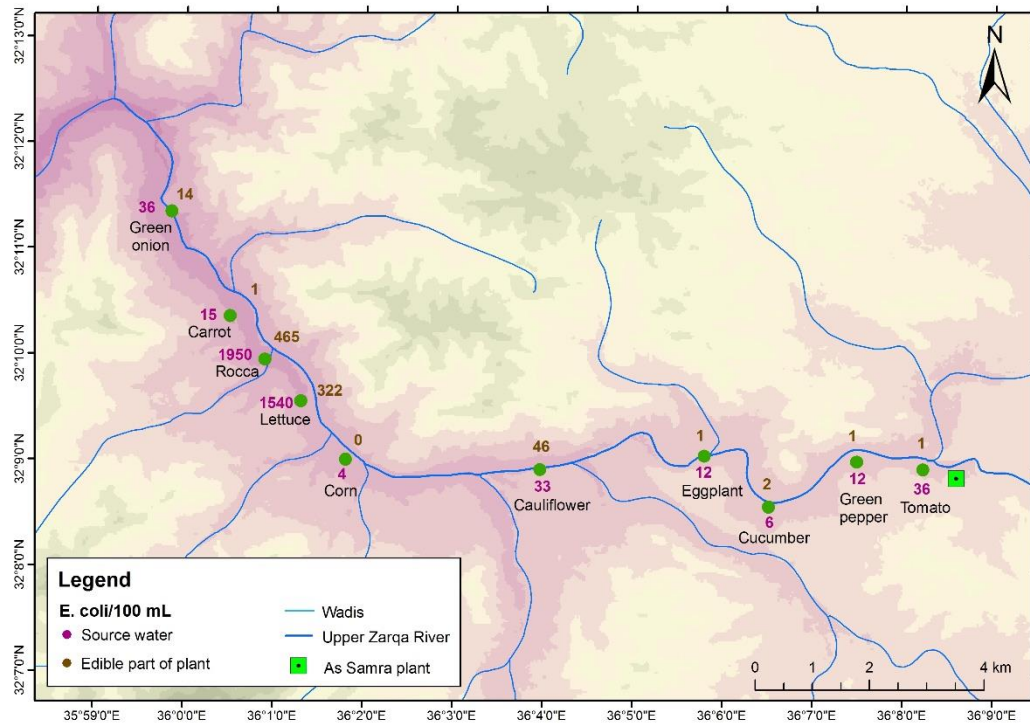 N
32°13'0"N
32°12'0"N
32°11'0"N
32°10'0"N
32°9'0"N
32°8'0"N
32°7'0"N
14
36
Green
onion
1
15
Carrot
465
1950
Rocca
322
1540
Lettuce
0
4
Corn
46
33
Cauliflower
1
12
Eggplant
2
6
Cucumber
1
12
Green
pepper
1
36
Tomato
Legend
E. coli/100 mL
Source water
Edible part of plant
Wadis
Upper Zarqa River
As Samra plant
0 1 2 4 km
35°59'0"E 36°0'0"E 36°1'0"E 36°2'0"E 36°4'0"E 36°5'0"E 36°6'0"E 36°7'0"E 36°8'0"E 36°0'0"E